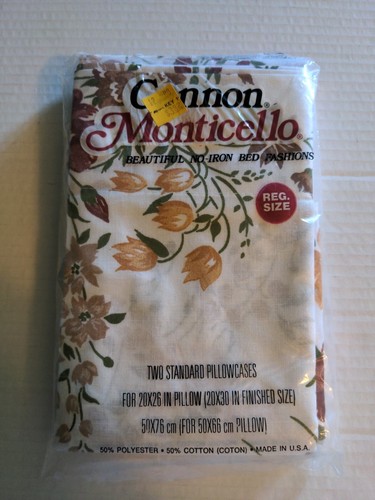 Cannon®
Monticello®
BEAUTIFUL NO-IRON BED FASHIONS
REG.
SIZE
TWO STANDARD PILLOWCASES
FOR 20X26 IN PILLOW (20X30 IN FINISHED SIZE)
50X76 cm (FOR 50X66 cm PILLOW)
50% POLYESTER • 50% COTTON (COTON) • MADE IN U.S.A.